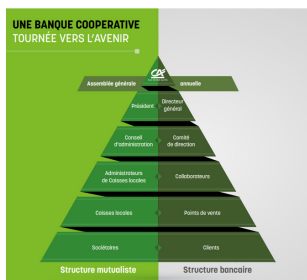 UNE BANQUE COOPERATIVE
TOURNÉE VERS L'AVENIR
CA
Assemblée générale annuelle
Président
Directeur
général
Conseil
d'administration
Comité
de direction
Administrateurs
de Caisses locales
Collaborateurs
Caisses locales
Points de vente
Sociétaires
Clients
Structure mutualiste
Structure bancaire